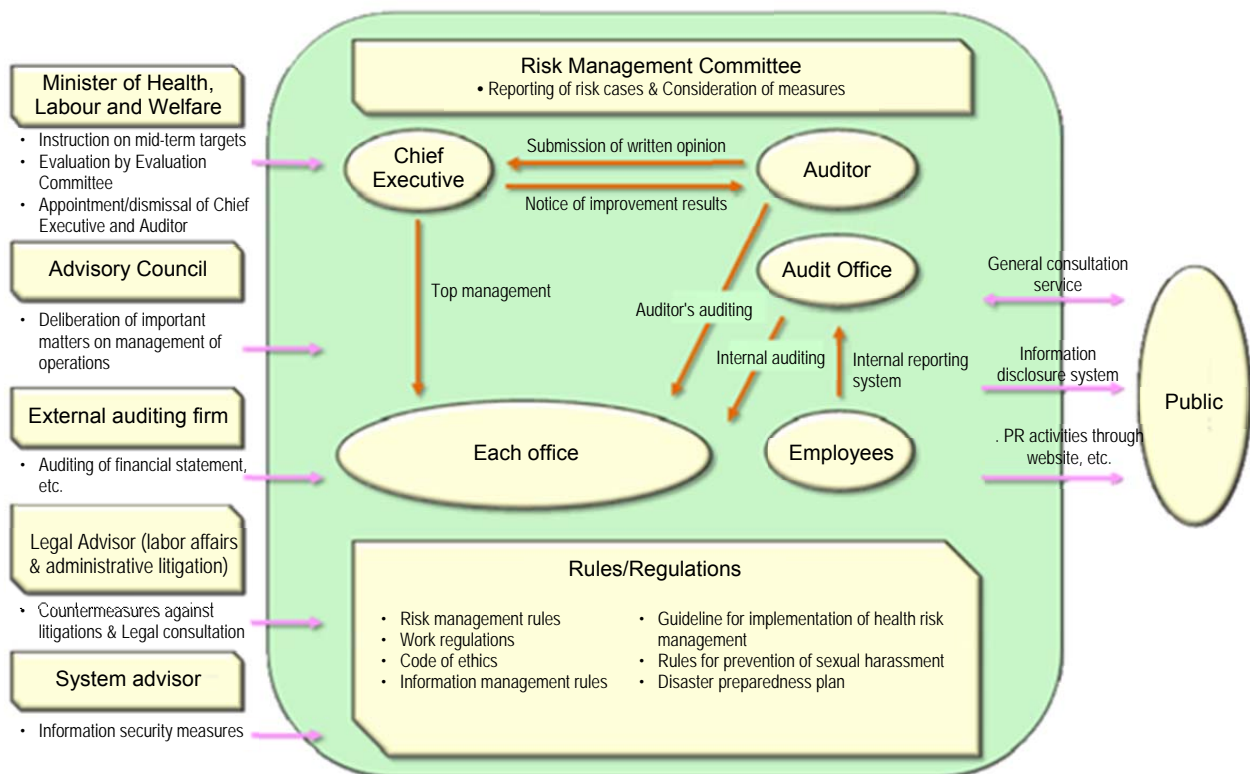 Minister of Health,
Labour and Welfare
• Instruction on mid-term targets
• Evaluation by Evaluation
Committee
• Appointment/dismissal of Chief
Executive and Auditor
Advisory Council
• Deliberation of important
matters on management of
operations
External auditing firm
• Auditing of financial statement,
etc.
Legal Advisor (labor affairs
& administrative litigation)
• Countermeasures against
litigations & Legal consultation
System advisor
• Information security measures
Risk Management Committee
• Reporting of risk cases & Consideration of measures
Chief
Executive
Submission of written opinion
Notice of improvement results
Auditor
Audit Office
Top management
Auditor's auditing
Internal auditing
Internal reporting
system
Each office
Employees
Rules/Regulations
• Risk management rules
• Work regulations
• Code of ethics
• Information management rules
• Guideline for implementation of health risk
management
• Rules for prevention of sexual harassment
• Disaster preparedness plan
General consultation
service
Information
disclosure system
. PR activities through
website, etc.
Public